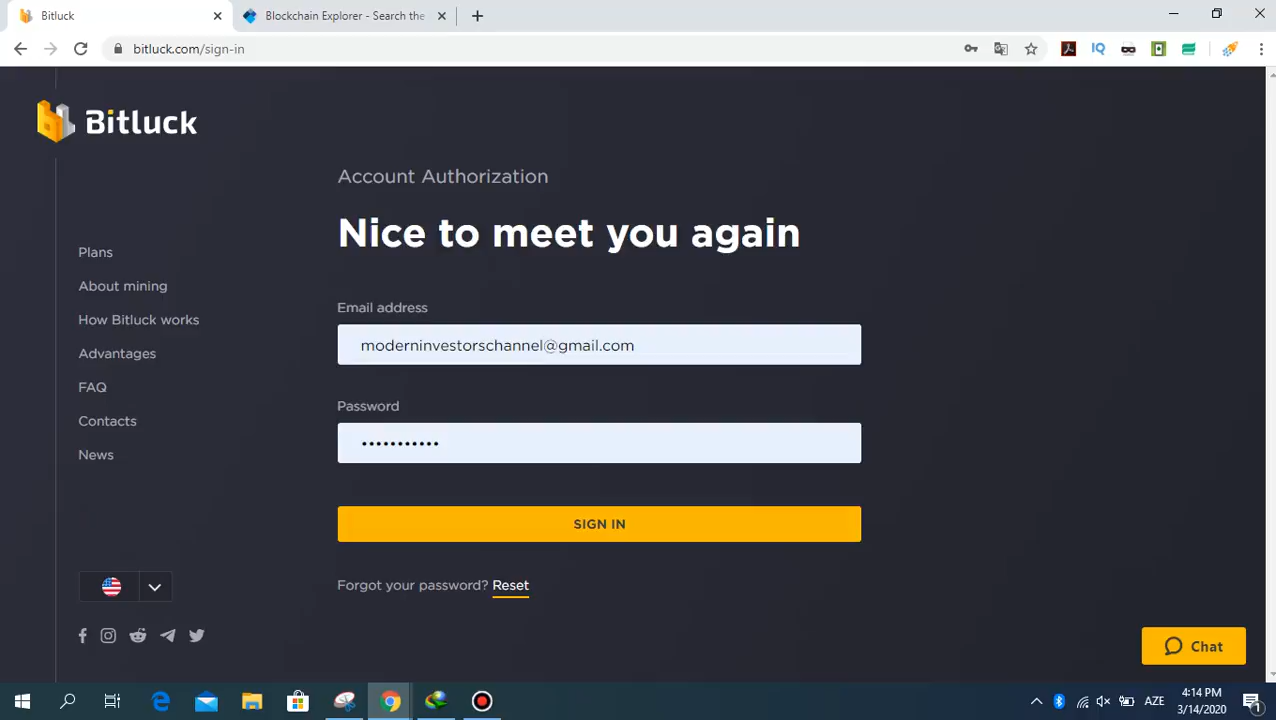 Bitluck
Blockchain Explorer - Search the
bitluck.com/sign-in
IQ
Bitluck
Plans
About mining
How Bitluck works
Advantages
FAQ
Contacts
News
Account Authorization
Nice to meet you again
Email address
moderninvestorschannel@gmail.com
Password
•••••••••••
SIGN IN
Forgot your password? Reset
Chat
AZE
4:14 PM
3/14/2020
1